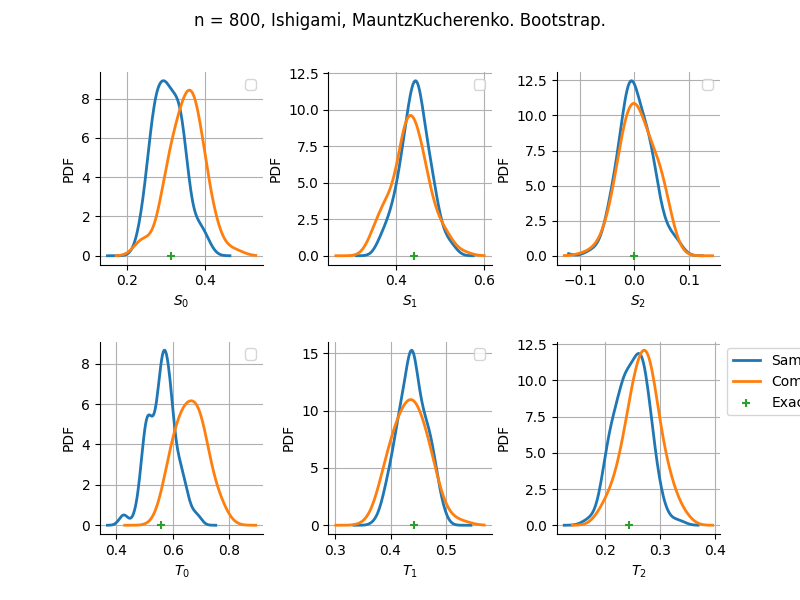 n = 800, Ishigami, MauntzKucherenko. Bootstrap.
PDF
8
6
4
2
0
0.2 0.4
S0
PDF
12.5
10.0
7.5
5.0
2.5
0.0
0.4 0.6
S1
PDF
12.5
10.0
7.5
5.0
2.5
0.0
−0.1 0.0 0.1
S2
PDF
8
6
4
2
0
0.4 0.6 0.8
T0
PDF
15
10
5
0
0.3 0.4 0.5
T1
PDF
12.5
10.0
7.5
5.0
2.5
0.0
0.2 0.3 0.4
T2
Sam
Com
Exac